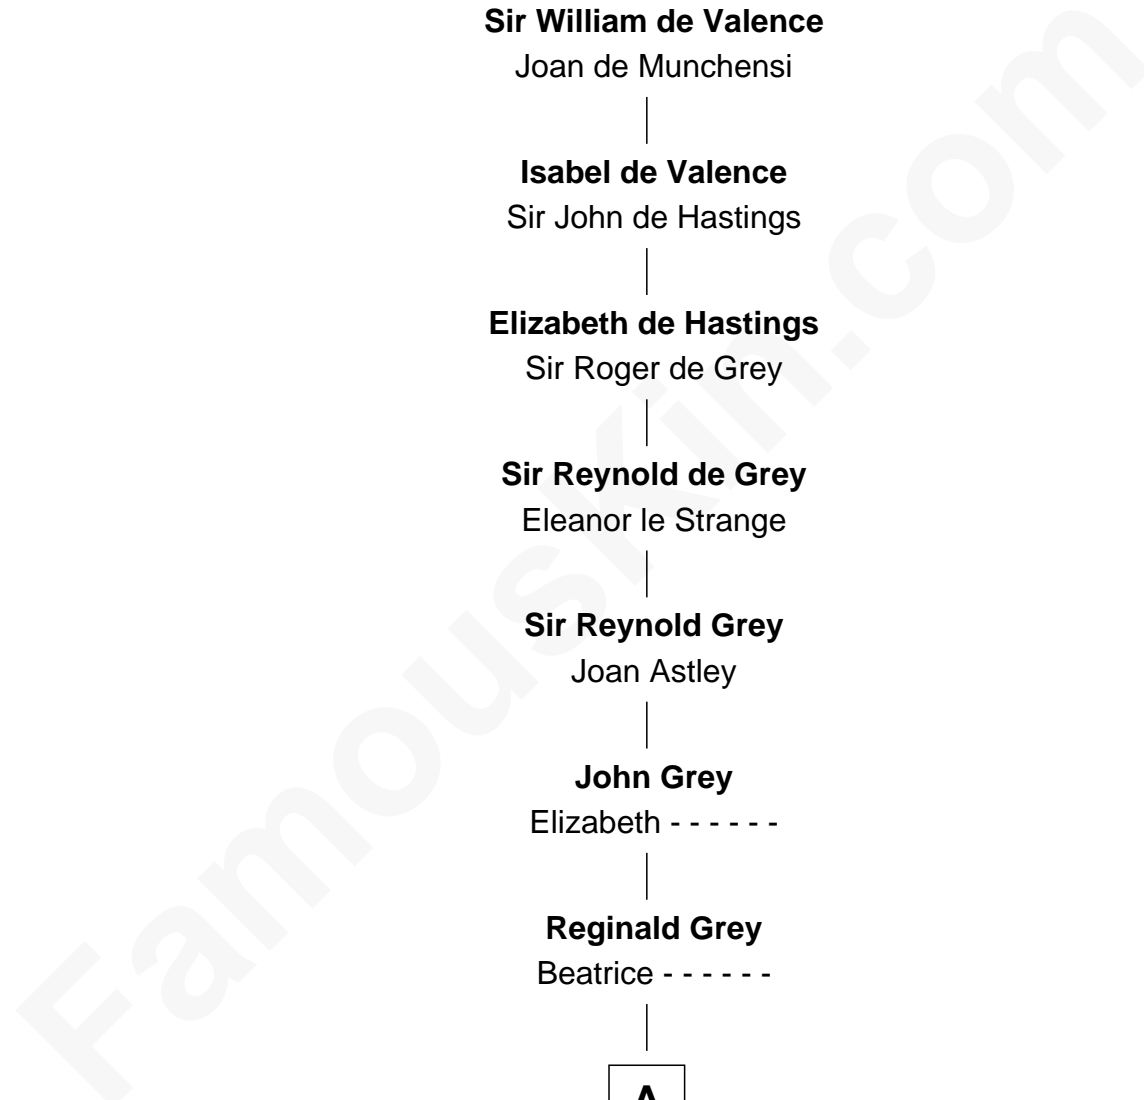 Sir William de Valence
Joan de Munchensi
Isabel de Valence
Sir John de Hastings
Elizabeth de Hastings
Sir Roger de Grey
Sir Reynold de Grey
Eleanor le Strange
Sir Reynold Grey
Joan Astley
John Grey
Elizabeth - - - - - -
Reginald Grey
Beatrice - - - - - -
A
FamousKin.com